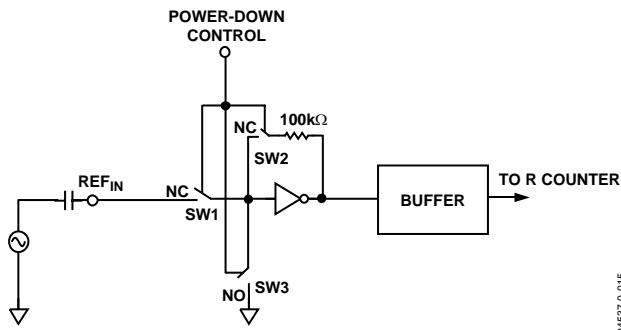 POWER-DOWN
CONTROL
100kΩ
NC
SW2
REFIN
NC
SW1
BUFFER
TO R COUNTER
SW3
NO